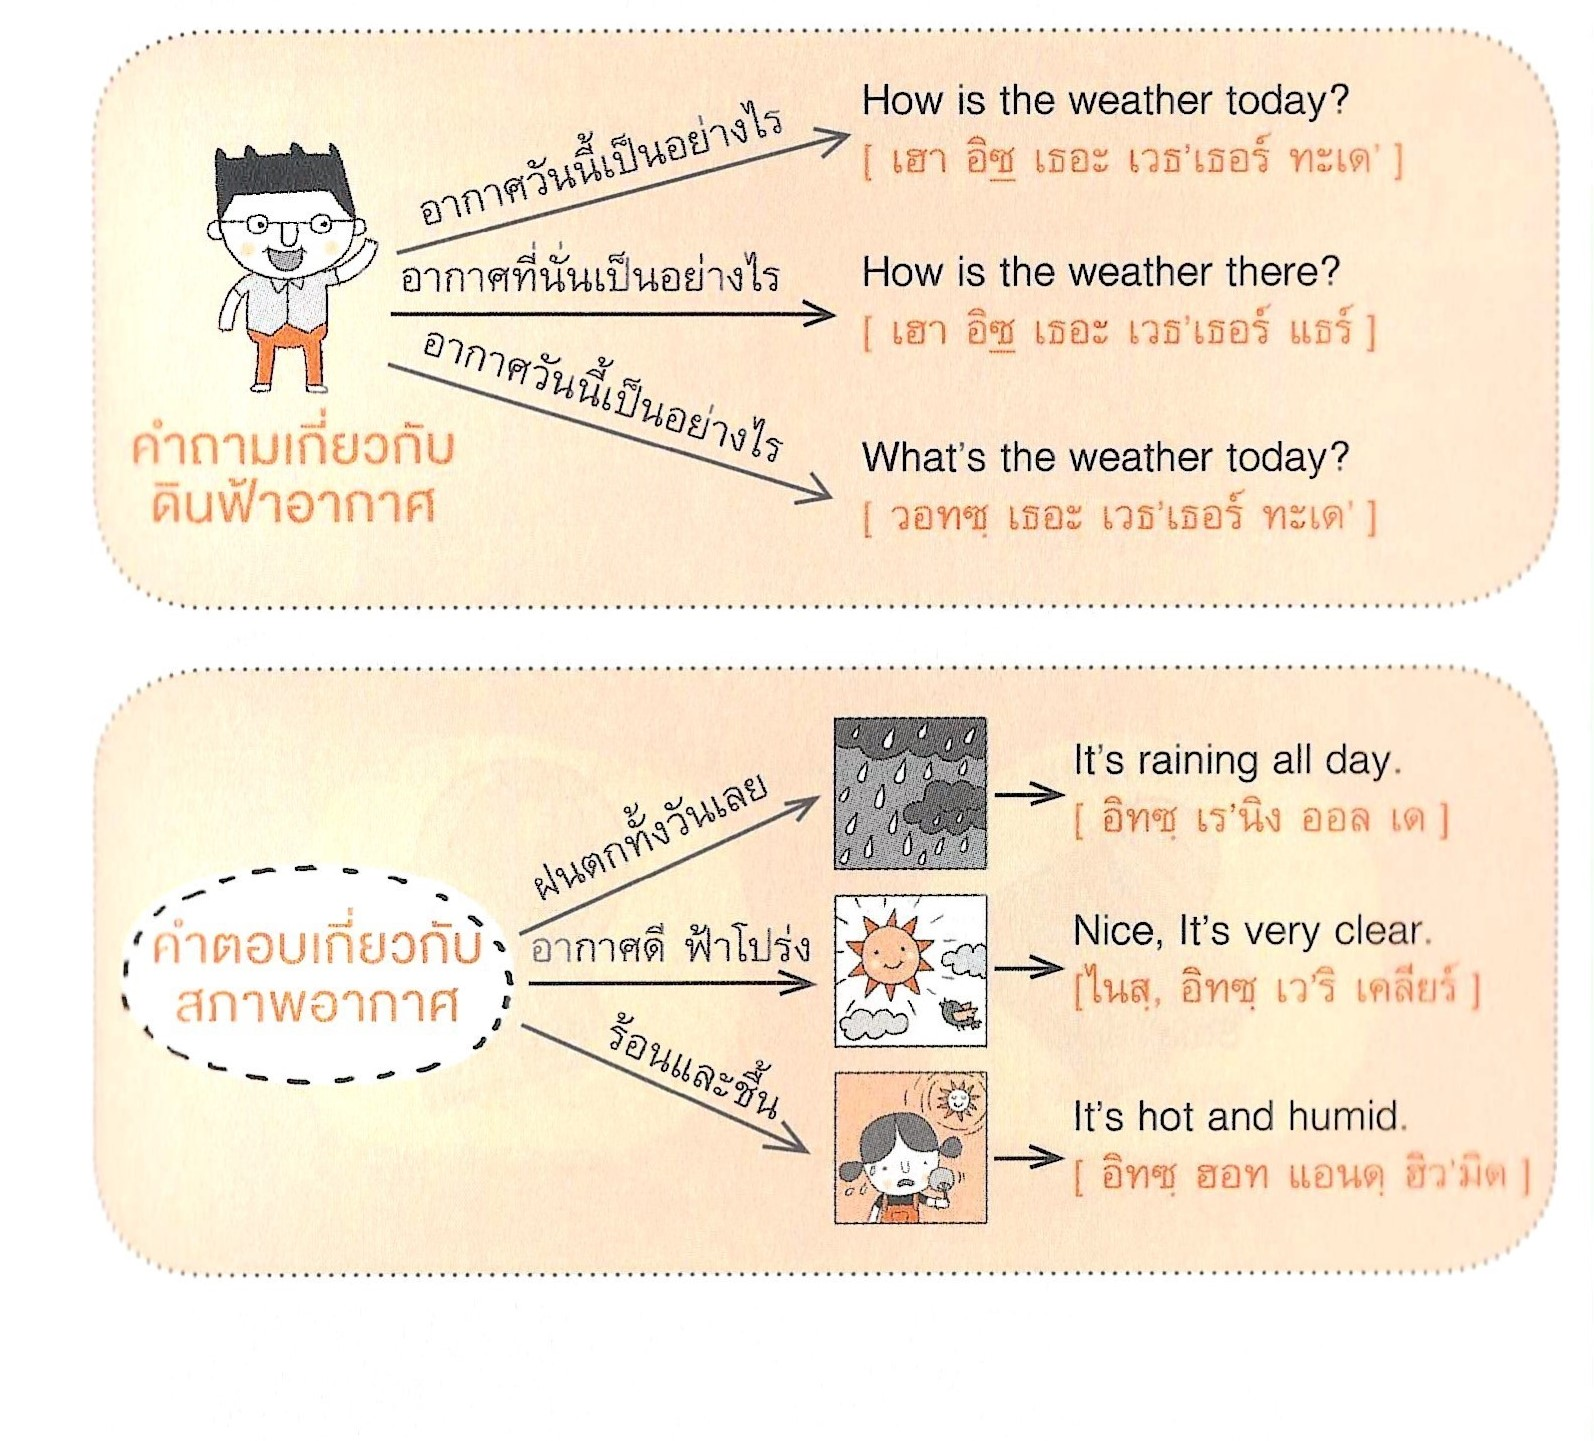 คำถามเกี่ยวกับ
ดินฟ้าอากาศ
อากาศวันนี้เป็นอย่างไร
How is the weather today?
[ เฮา อิซ เธอะ เวธ'เธอร์ ทะเด' ]
อากาศที่นั่นเป็นอย่างไร
How is the weather there?
[ เฮา อิซ เธอะ เวธ'เธอร์ แธร์ ]
อากาศวันนี้เป็นอย่างไร
What's the weather today?
[ วอทซฺ เธอะ เวธ'เธอร์ ทะเด' ]
คำตอบเกี่ยวกับ
สภาพอากาศ
ฝนตกทั้งวันเลย
It's raining all day.
[ อิทซฺ เร'นิง ออล เด ]
อากาศดี ฟ้าโปร่ง
Nice, It's very clear.
[ไนสฺ, อิทซฺ เว'ริ เคลียร์ ]
ร้อนและชื้น
It's hot and humid.
[ อิทซฺ ฮอท แอนดฺ ฮิว'มิด ]